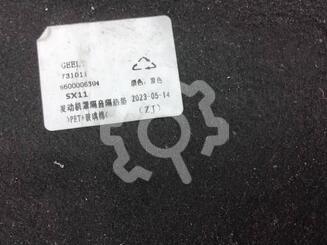 GEELY
731011
6600006394 颜色: 黑色
SX11
发动机罩隔音隔热垫 2023-05-14
>PET+玻璃棉< (ZJ)